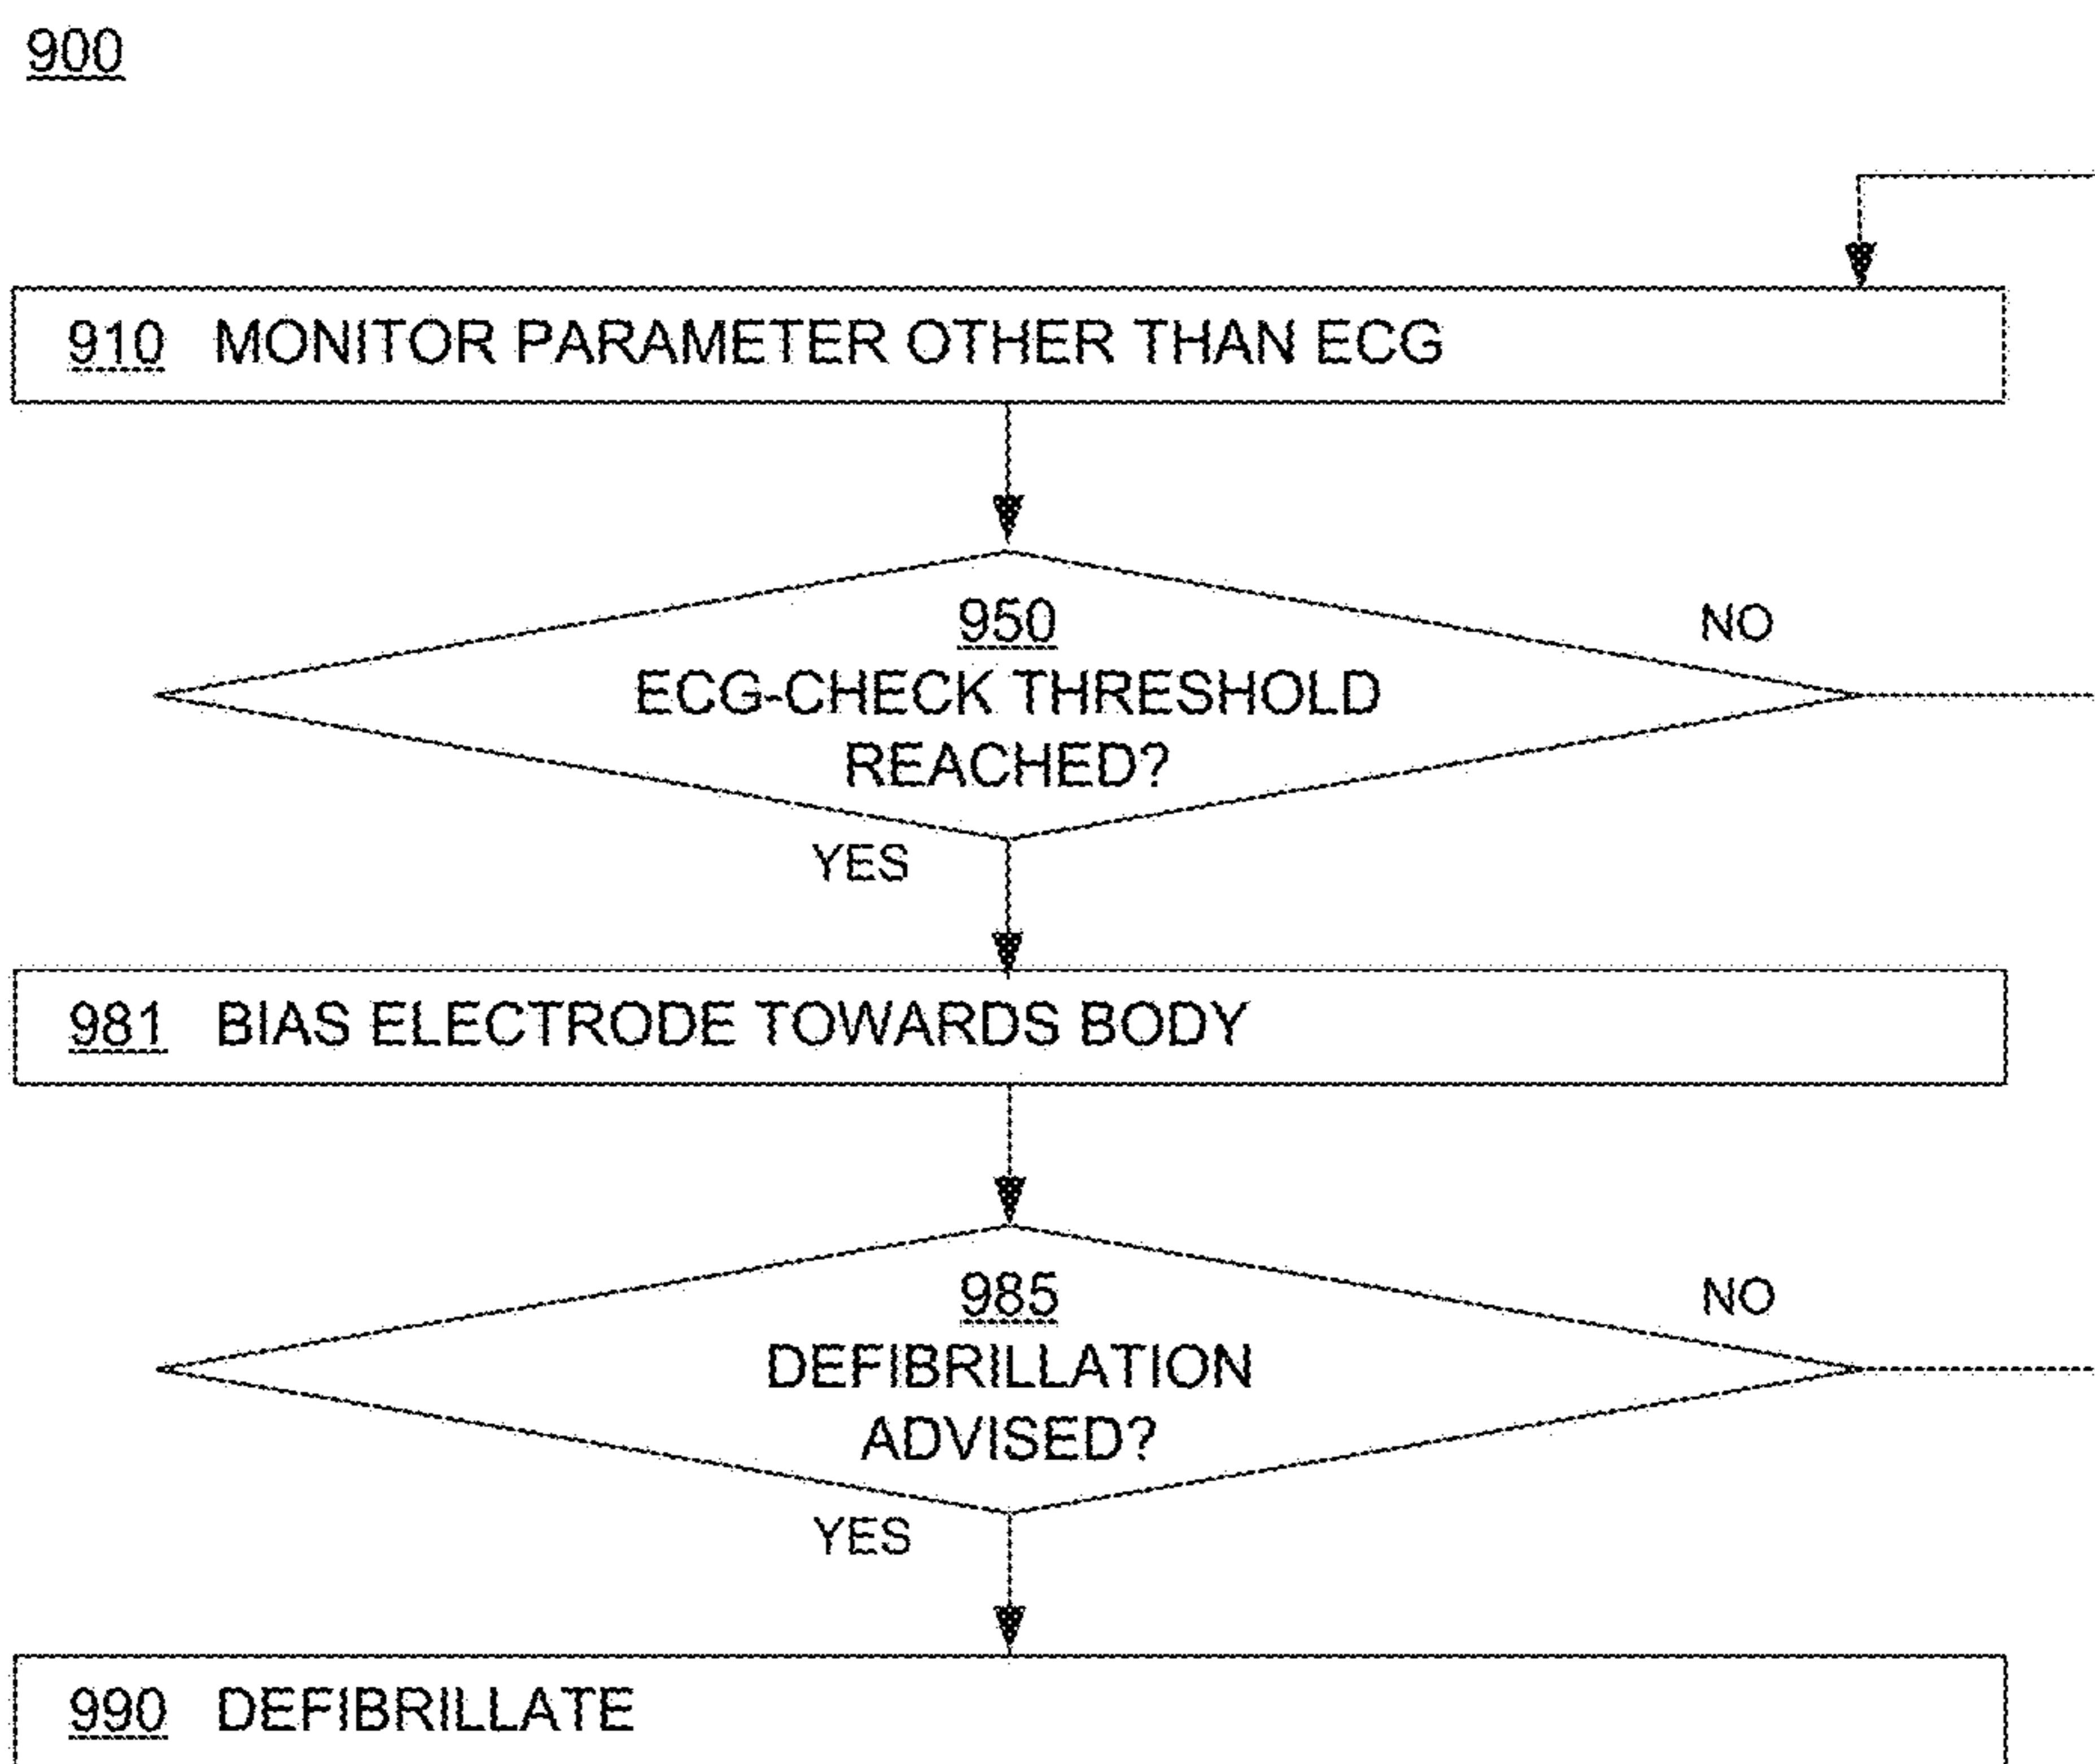 900
910 MONITOR PARAMETER OTHER THAN ECG
950
ECG-CHECK THRESHOLD
REACHED?
NO
YES
981 BIAS ELECTRODE TOWARDS BODY
985
DEFIBRILLATION
ADVISED?
NO
YES
990 DEFIBRILLATE